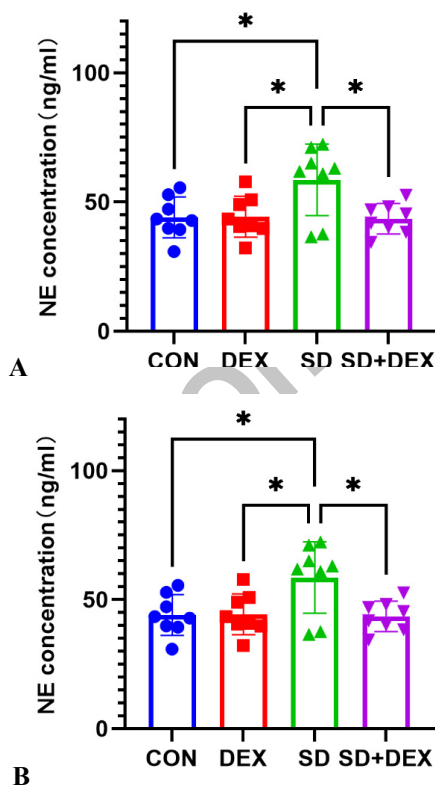 *
* *
100
50
0
NE concentration（ng/ml）
CON DEX SD SD+DEX
A
*
* *
100
50
0
NE concentration（ng/ml）
CON DEX SD SD+DEX
B